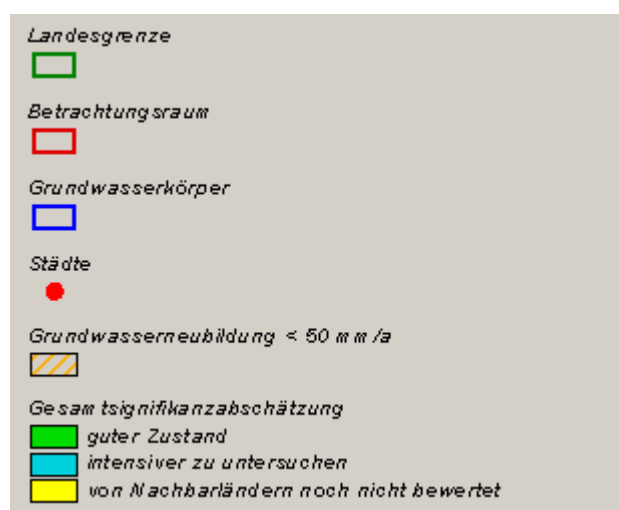 Landesgrenze
Betrachtungsraum
Grundwasserkörper
Städte
Grundwasserneubildung < 50 mm/a
Gesamtsignifikanzabschätzung
guter Zustand
intensiver zu untersuchen
von Nachbarländern noch nicht bewertet